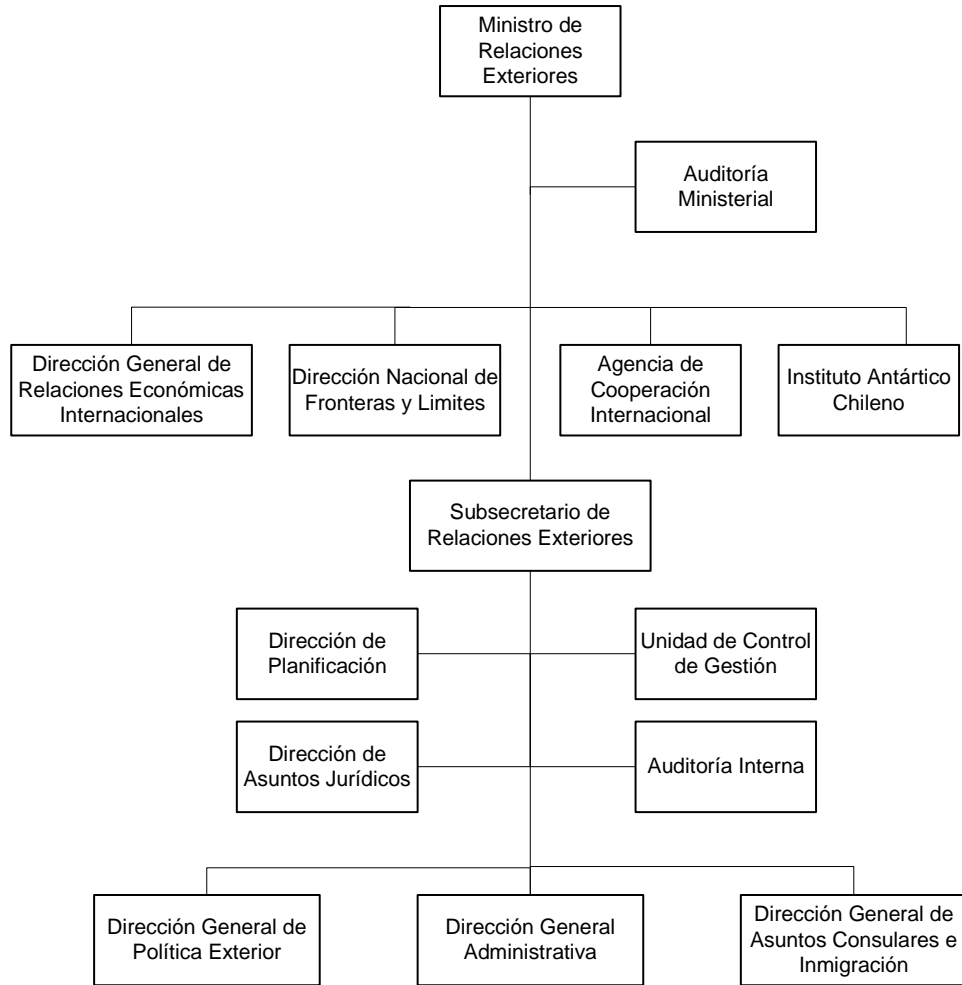 Ministro de
Relaciones
Exteriores
Auditoría
Ministerial
Dirección General de
Relaciones Económicas
Internacionales
Dirección Nacional de
Fronteras y Limites
Agencia de
Cooperación
Internacional
Instituto Antártico
Chileno
Subsecretario de
Relaciones Exteriores
Dirección de
Planificación
Unidad de Control
de Gestión
Dirección de
Asuntos Jurídicos
Auditoría Interna
Dirección General de
Política Exterior
Dirección General
Administrativa
Dirección General de
Asuntos Consulares e
Inmigración